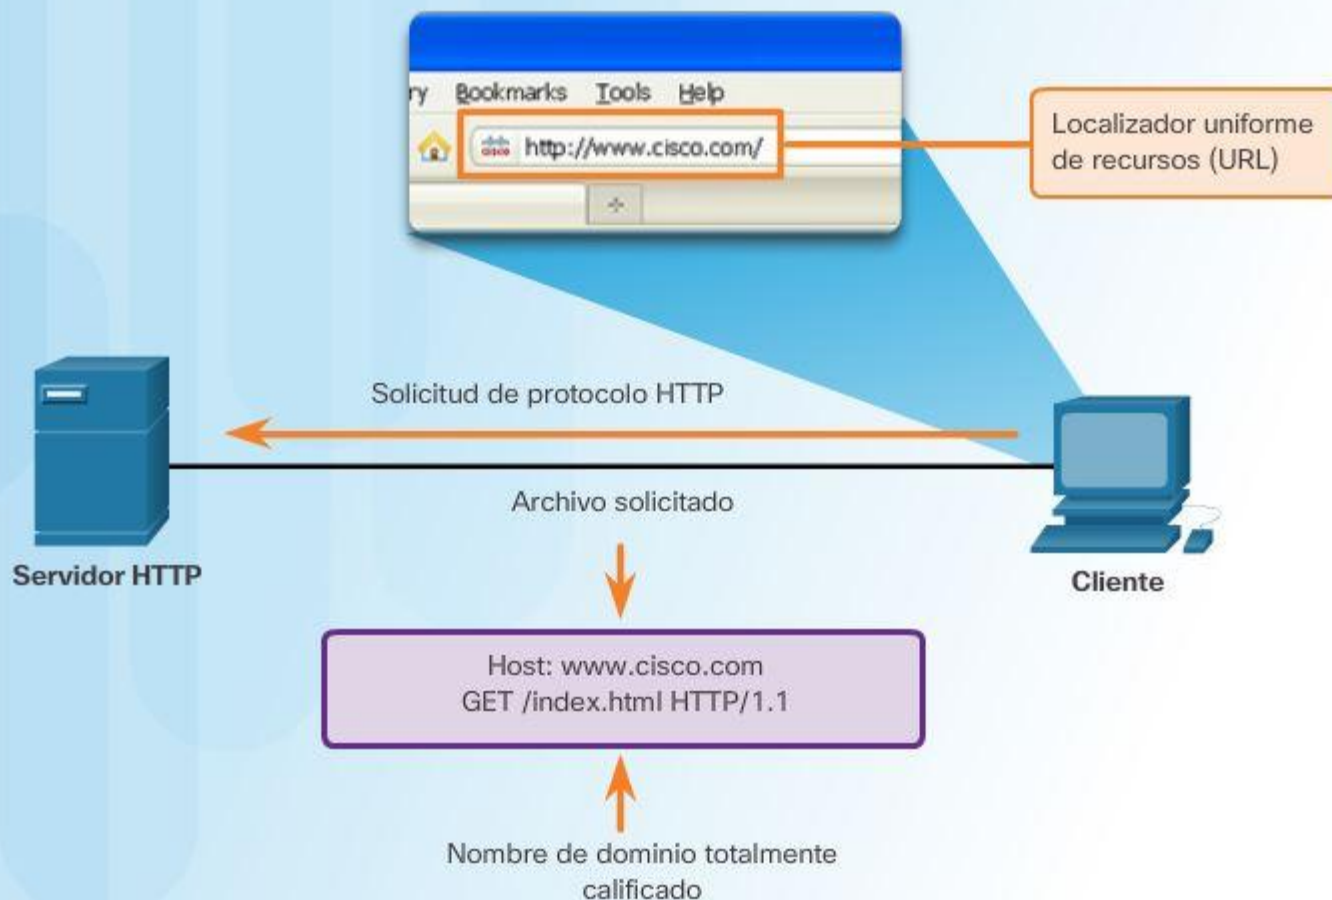 ry Bookmarks Tools Help
cisco http://www.cisco.com/
Localizador uniforme
de recursos (URL)
Solicitud de protocolo HTTP
Archivo solicitado
Servidor HTTP
Cliente
Host: www.cisco.com
GET /index.html HTTP/1.1
Nombre de dominio totalmente
calificado